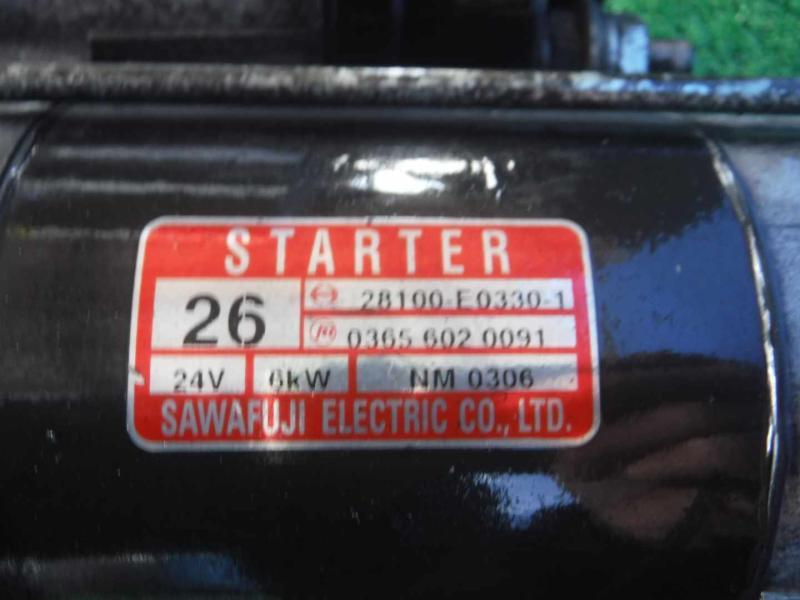 STARTER
26
28100-E0330-1
0365 602 0091
24V 6kW NM 0306
SAWAFUJI ELECTRIC CO., LTD.